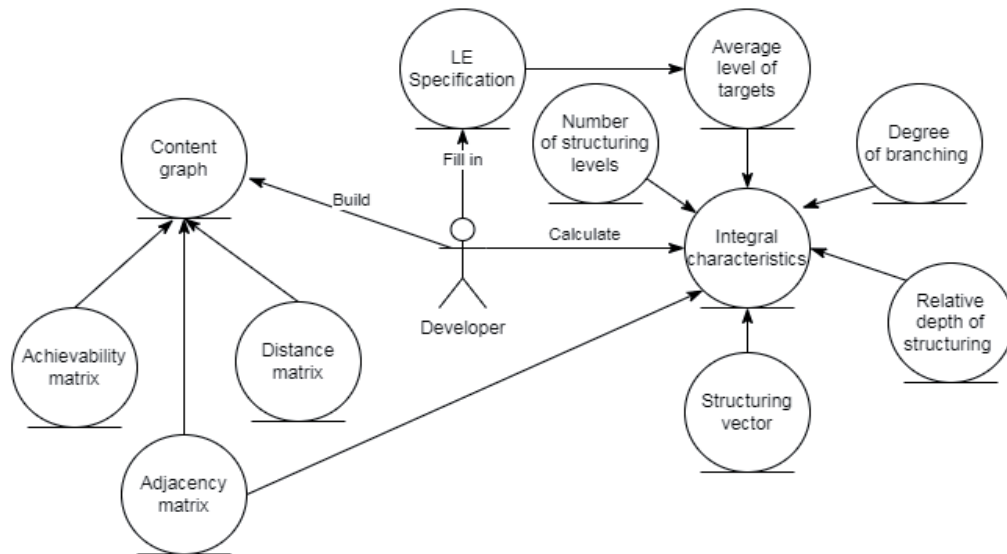 LE
Specification
Average
level of
targets
Number
of structuring
levels
Degree
of branching
Content
graph
Fill in
Build
Calculate
Integral
characteristics
Developer
Relative
depth of
structuring
Achievability
matrix
Distance
matrix
Structuring
vector
Adjacency
matrix